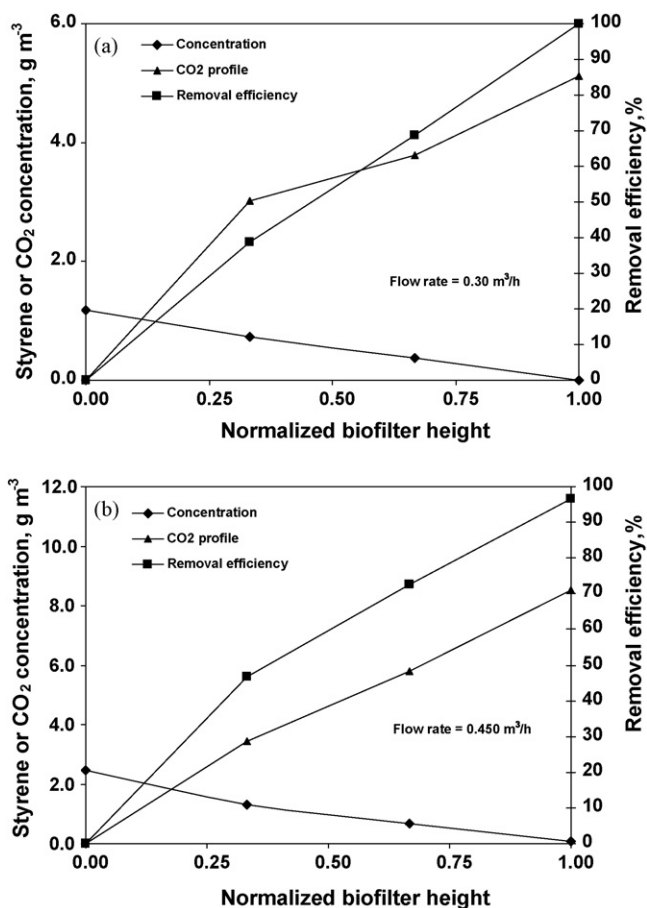 (a)
Concentration
CO2 profile
Removal efficiency
Flow rate = 0.30 m³/h
6.0
4.0
2.0
0.0
Styrene or CO₂ concentration, g m⁻³
100
90
80
70
60
50
40
30
20
10
0
Removal efficiency,%
0.00 0.25 0.50 0.75 1.00
Normalized biofilter height
(b)
Concentration
CO2 profile
Removal efficiency
Flow rate = 0.450 m³/h
12.0
10.0
8.0
6.0
4.0
2.0
0.0
Styrene or CO₂ concentration, g m⁻³
100
90
80
70
60
50
40
30
20
10
0
Removal efficiency,%
0.00 0.25 0.50 0.75 1.00
Normalized biofilter height